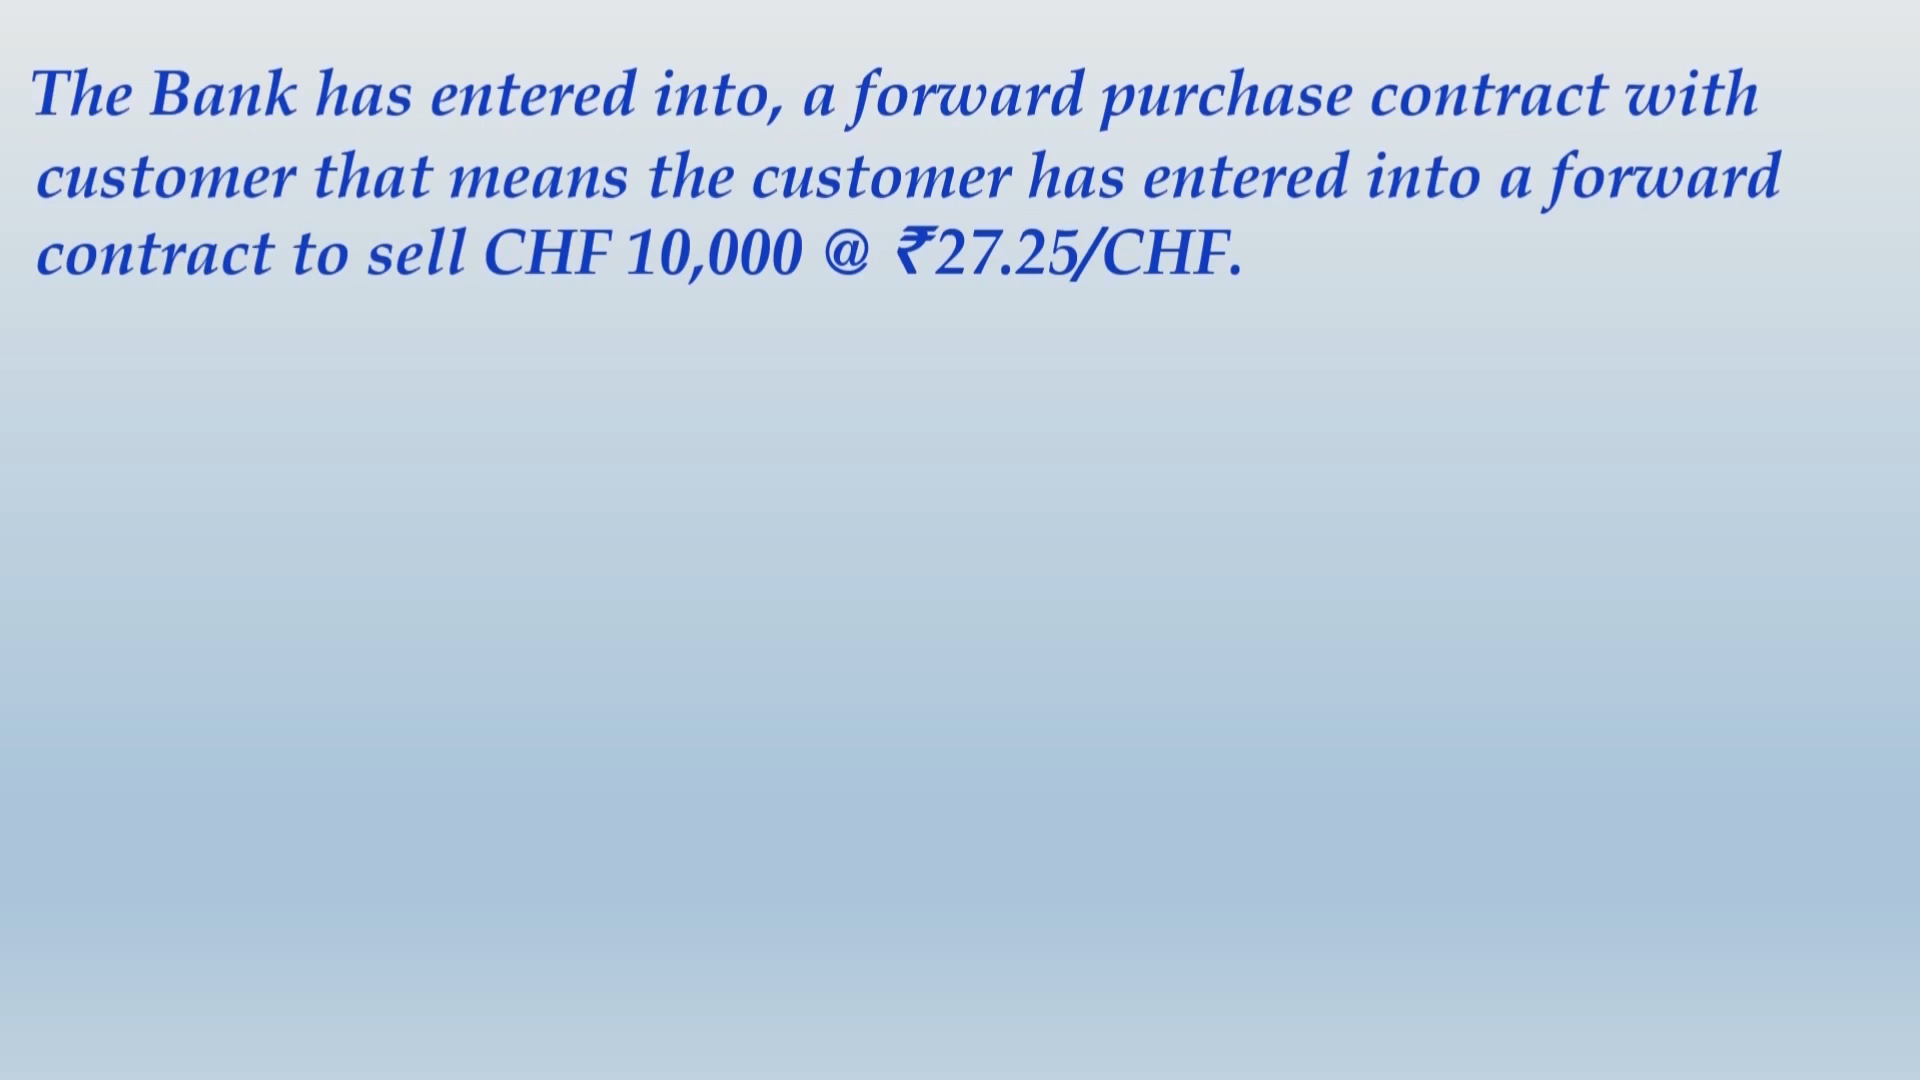 The Bank has entered into, a forward purchase contract with
customer that means the customer has entered into a forward
contract to sell CHF 10,000 @ ₹27.25/CHF.